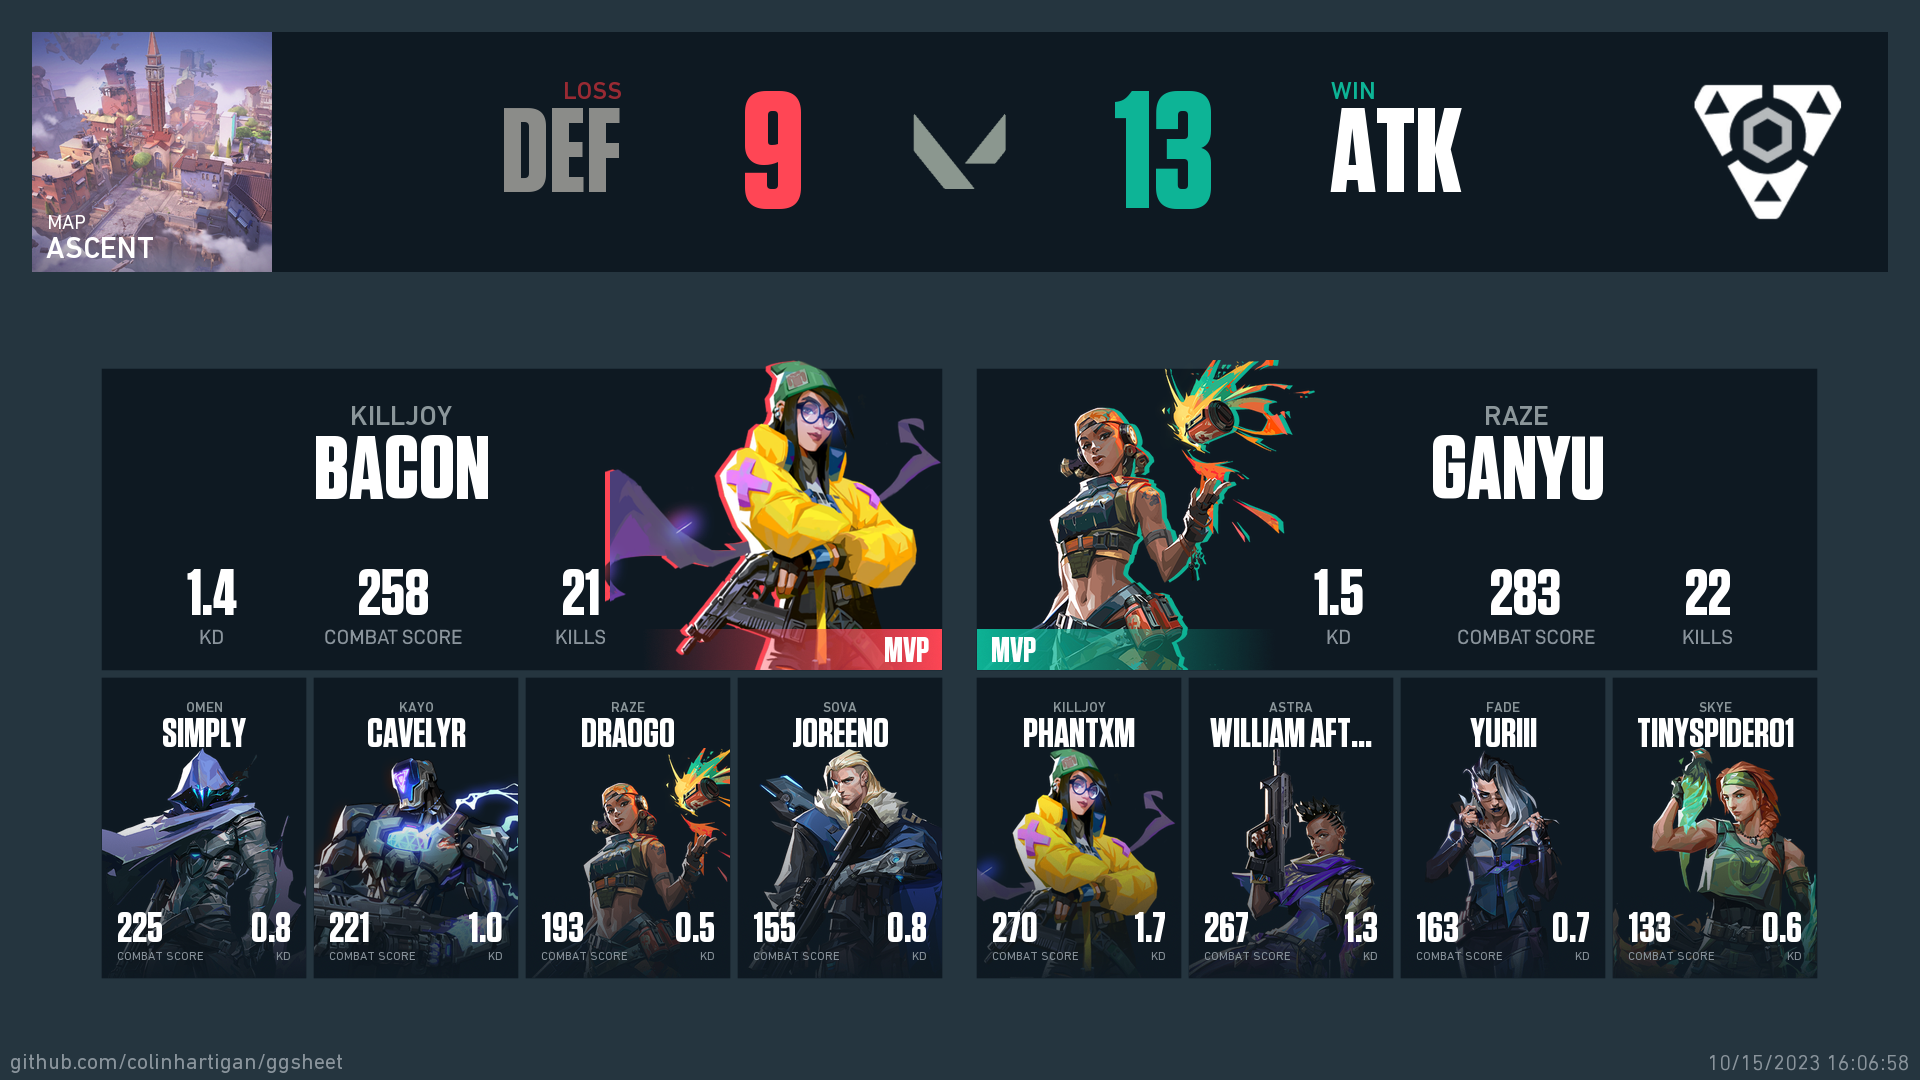 MAP
ASCENT
LOSS
DEF
9
13
WIN
ATK
KILLJOY
BACON
1.4
KD
258
COMBAT SCORE
21
KILLS
MVP
RAZE
GANYU
1.5
KD
283
COMBAT SCORE
22
KILLS
MVP
OMEN
SIMPLY
225
COMBAT SCORE
0.8
KD
KAYO
CAVELYR
221
COMBAT SCORE
1.0
KD
RAZE
DRAOGO
193
COMBAT SCORE
0.5
KD
SOVA
JOREENO
155
COMBAT SCORE
0.8
KD
KILLJOY
PHANTXM
270
COMBAT SCORE
1.7
KD
ASTRA
WILLIAM AFT...
267
COMBAT SCORE
1.3
KD
FADE
YURIII
163
COMBAT SCORE
0.7
KD
SKYE
TINYSPIDER01
133
COMBAT SCORE
0.6
KD
github.com/colinhartigan/ggsheet
10/15/2023 16:06:58